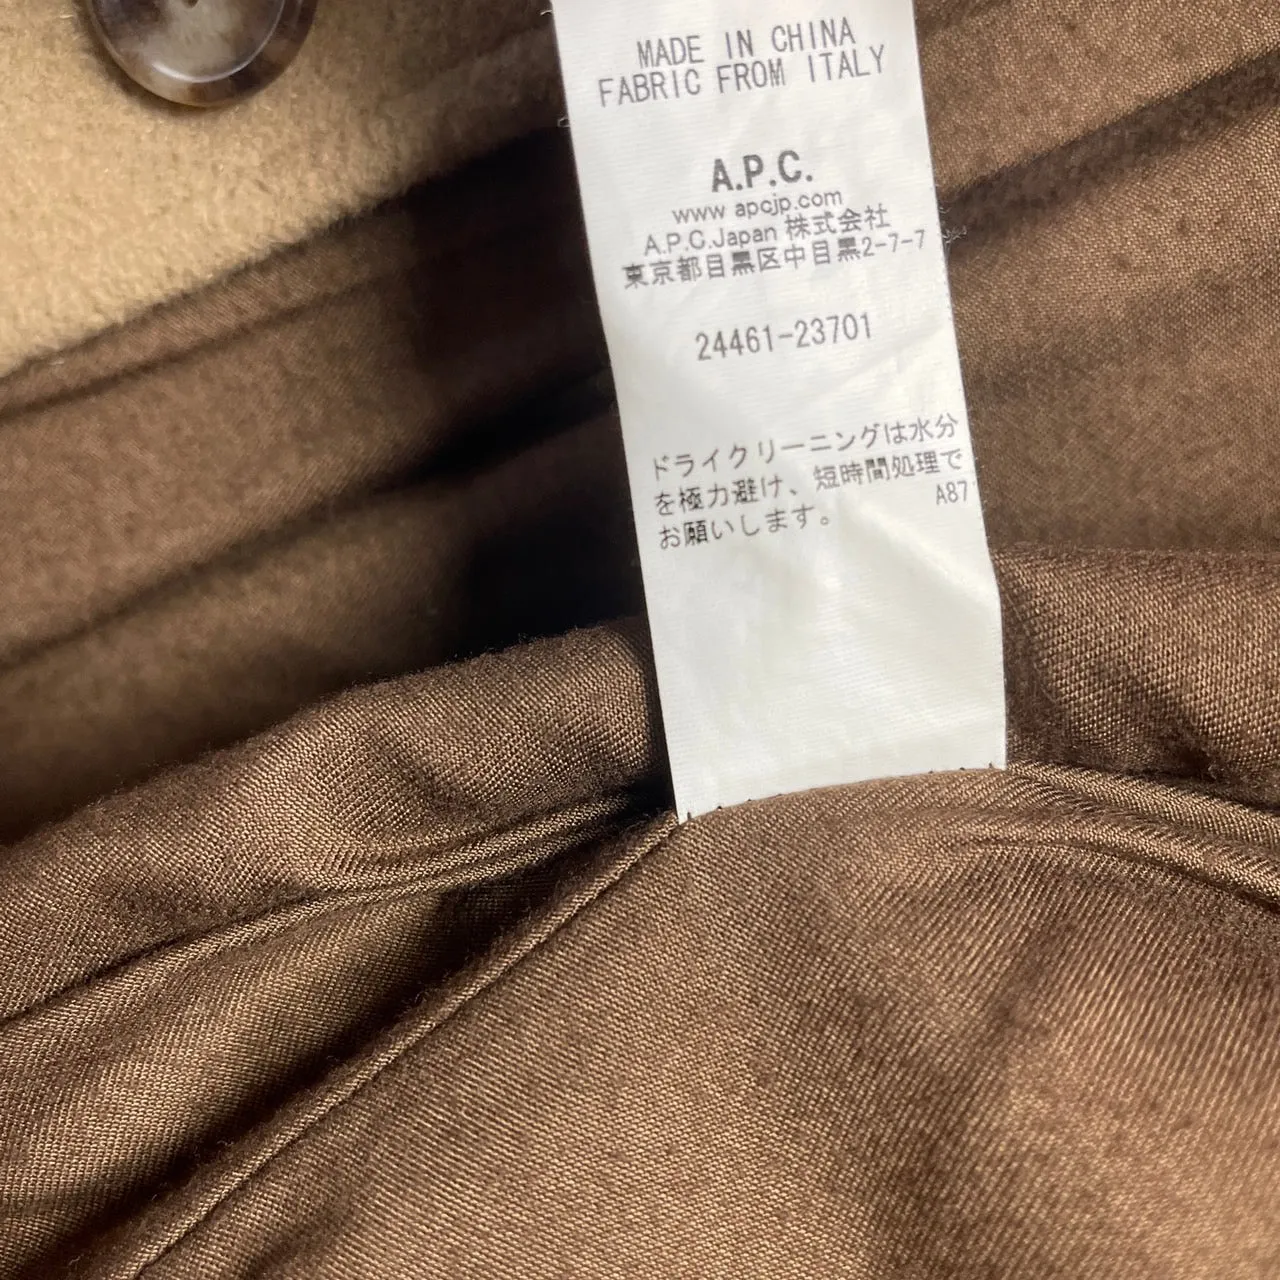 MADE IN CHINA
FABRIC FROM ITALY
A.P.C.
www apcjp.com
A.P.C.Japan 株式会社
東京都目黒区中目黒2-7-7
24461-23701
ドライクリーニングは水分
を極力避け、短時間処理で
お願いします。
A87